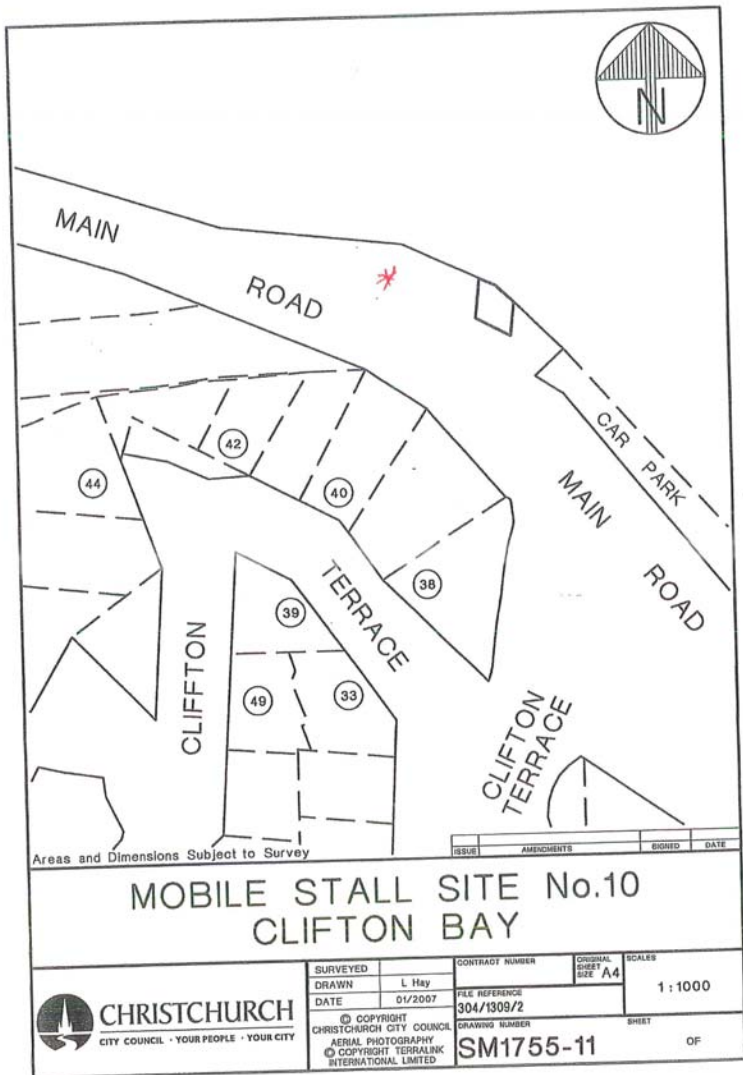 N
MAIN
ROAD
CAR PARK
MAIN
ROAD
42
44
40
38
TERRACE
39
CLIFFTON
49
33
CLIFTON
TERRACE
Areas and Dimensions Subject to Survey
ISSUE AMENDMENTS SIGNED DATE
MOBILE STALL SITE No.10
CLIFTON BAY
CHRISTCHURCH
CITY COUNCIL · YOUR PEOPLE · YOUR CITY
SURVEYED
DRAWN L Hay
DATE 01/2007
© COPYRIGHT
CHRISTCHURCH CITY COUNCIL
AERIAL PHOTOGRAPHY
© COPYRIGHT TERRALINK
INTERNATIONAL LIMITED
CONTRACT NUMBER
ORIGINAL
SHEET
SIZE A4
SCALES
1:1000
FILE REFERENCE
304/1309/2
DRAWING NUMBER
SM1755-11
SHEET
OF